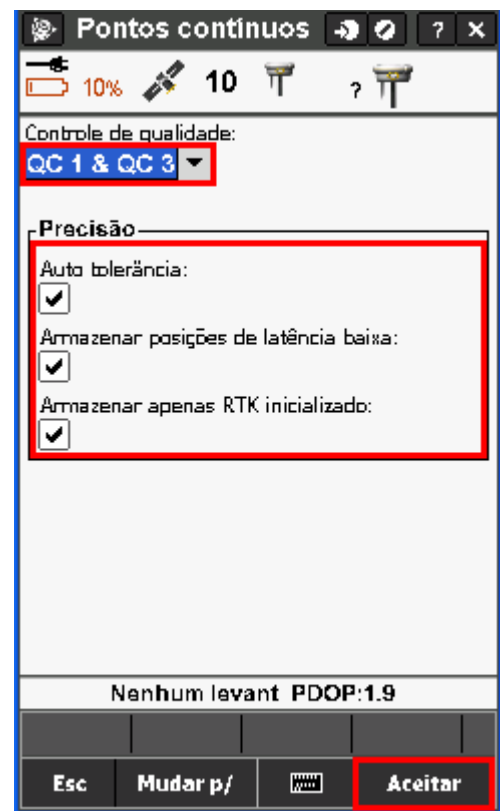 Pontos contínuos ? ×
10% 10 ?
Controle de qualidade:
QC 1 & QC 3
Precisão
Auto tolerância:
Armazenar posições de latência baixa:
Armazenar apenas RTK inicializado:
Nenhum levant PDOP:1.9
Esc Mudar p/ Aceitar